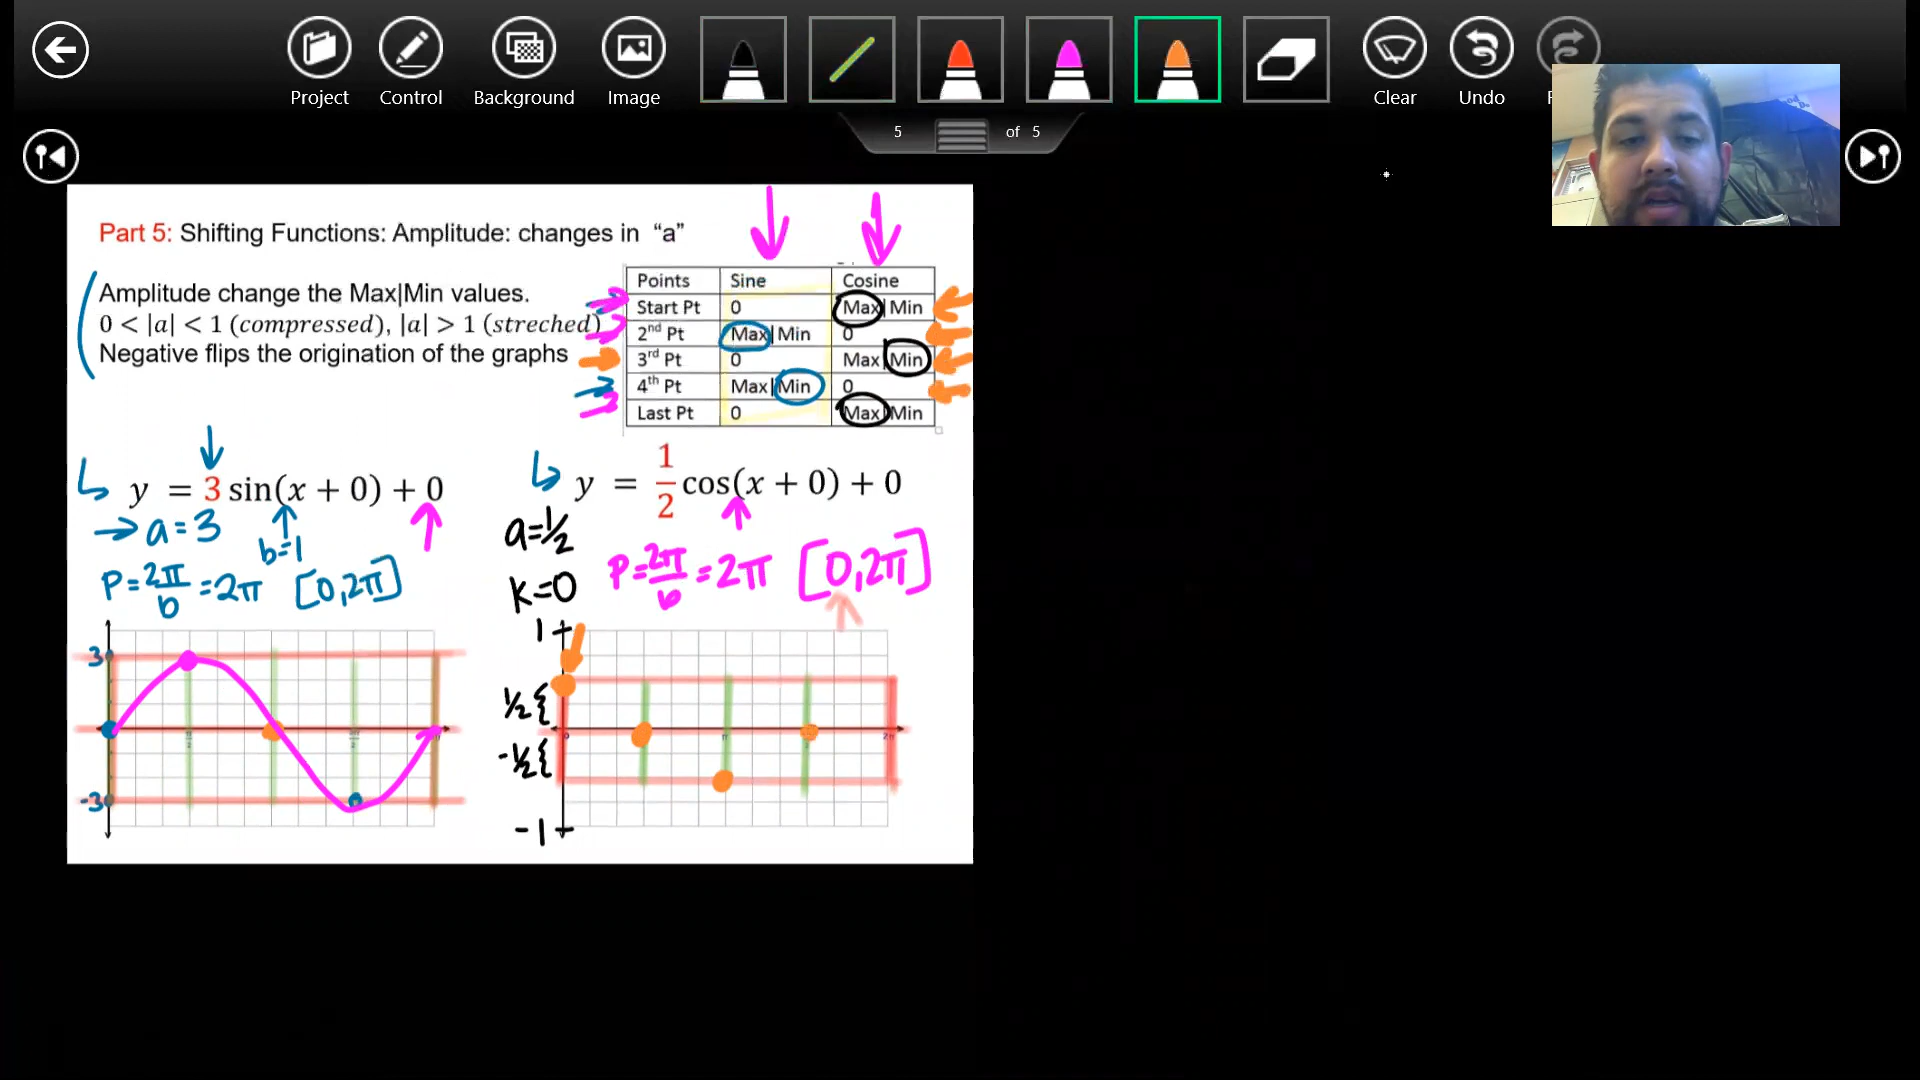 Project Control Background Image Clear Undo
5 of 5
Part 5: Shifting Functions: Amplitude: changes in “a”
Amplitude change the Max|Min values.
0 < |a| < 1 (compressed), |a| > 1 (streched)
Negative flips the origination of the graphs
Points Sine Cosine
Start Pt 0 Max|Min
2nd Pt Max|Min 0
3rd Pt 0 Max|Min
4th Pt Max|Min 0
Last Pt 0 Max|Min
y = 3 sin(x + 0) + 0
a=3
b=1
P=2π/b=2π [0,2π]
3
-3
y = 1/2 cos(x + 0) + 0
a=1/2
k=0
P=2π/b=2π [0,2π]
1
1/2{
-1/2{
-1
0 π 2π